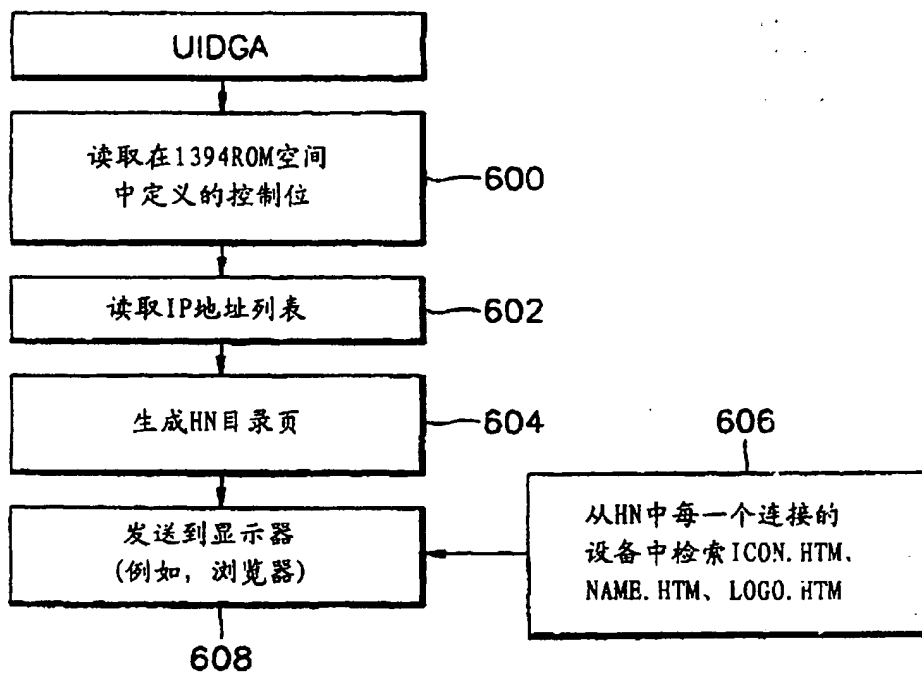 UIDGA
读取在1394ROM空间
中定义的控制位
600
读取IP地址列表
602
生成HN目录页
604
606
发送到显示器
(例如, 浏览器)
608
从HN中每一个连接的
设备中检索ICON.HTM、
NAME.HTM、LOGO.HTM